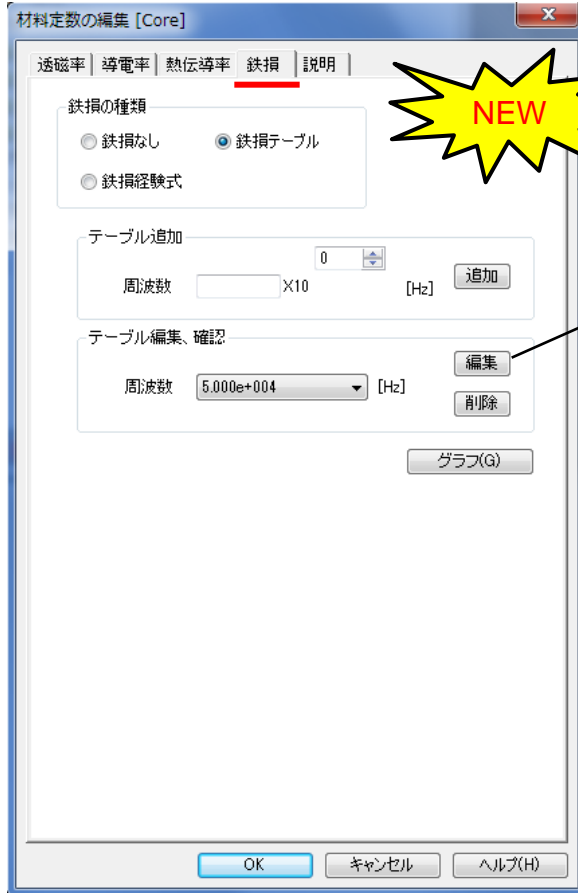 材料定数の編集 [Core]
x
透磁率 導電率 熱伝導率 鉄損 説明
NEW
鉄損の種類
鉄損なし 鉄損テーブル
鉄損経験式
テーブル追加
0
周波数 X10 [Hz] 追加
テーブル編集、確認
編集
周波数 5.000e+004 [Hz]
削除
グラフ(G)
OK キャンセル ヘルプ(H)